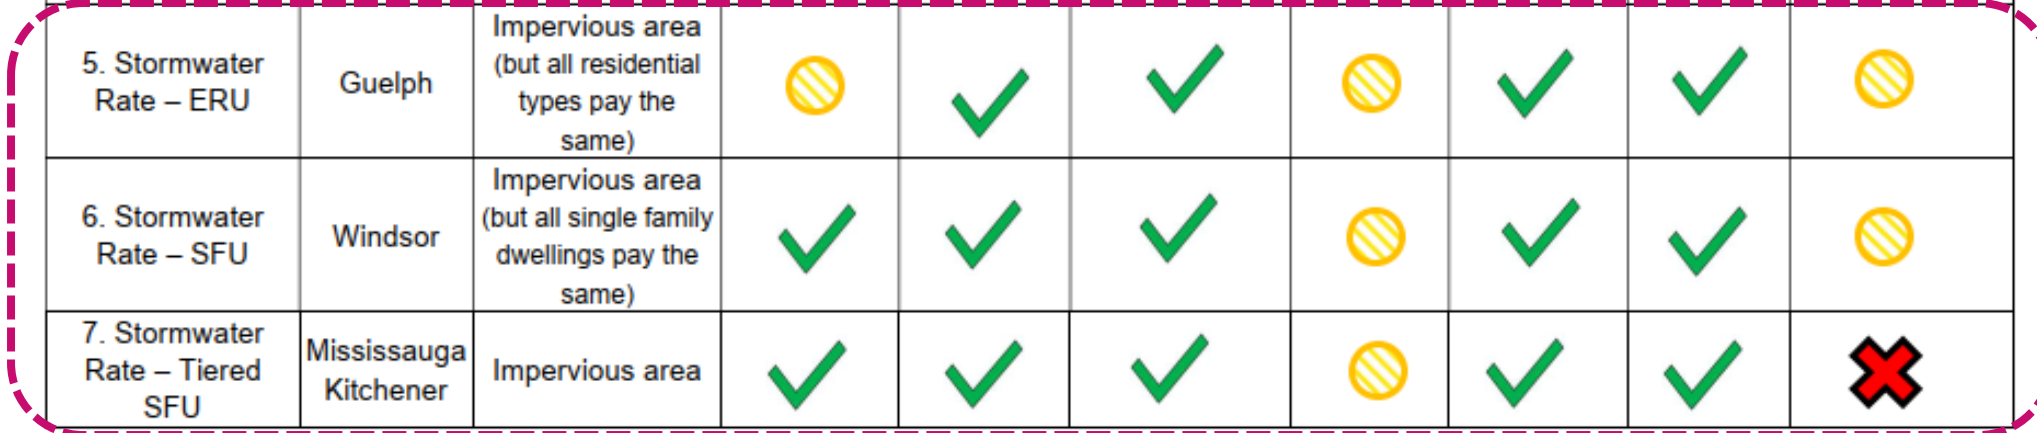 5. Stormwater
Rate – ERU
Guelph
Impervious area
(but all residential
types pay the
same)
6. Stormwater
Rate – SFU
Windsor
Impervious area
(but all single family
dwellings pay the
same)
7. Stormwater
Rate – Tiered
SFU
Mississauga
Kitchener
Impervious area